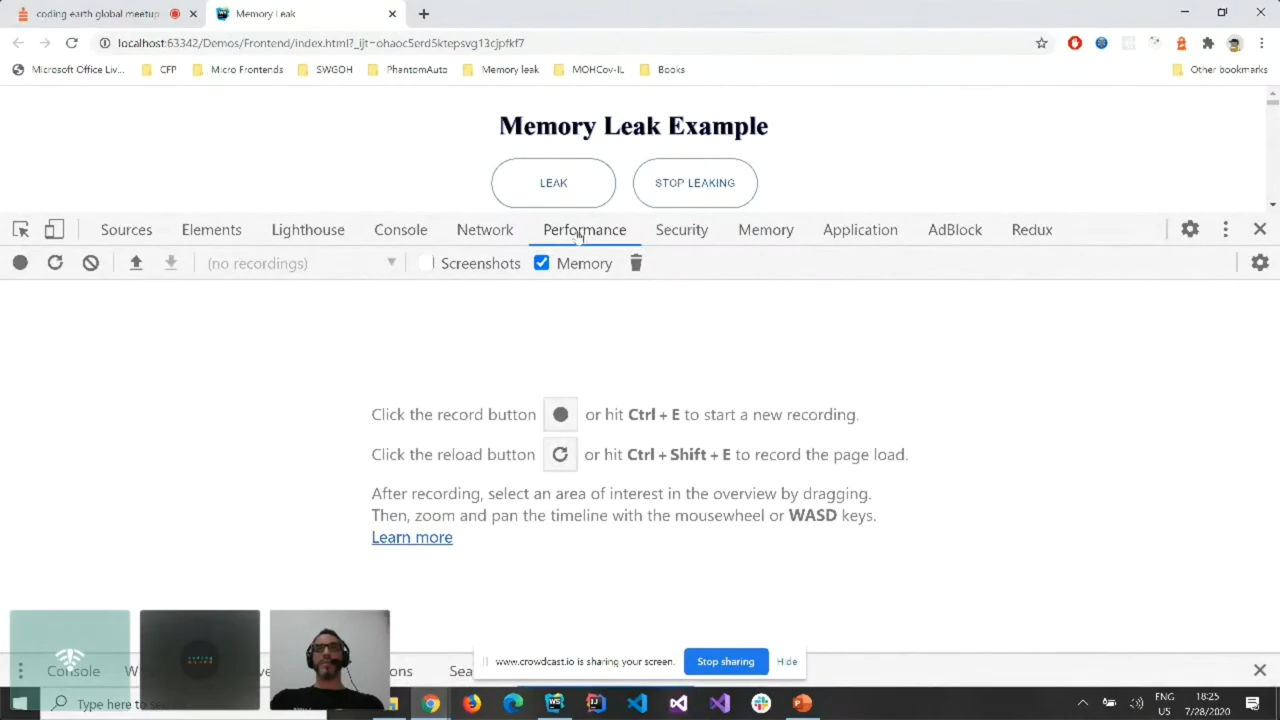 coding earth global meetup
Memory Leak
localhost:63342/Demos/Frontend/index.html?_ijt=ohaoc5erd5ktepsvg13cjpfkf7
Microsoft Office Liv...
CFP
Micro Frontends
SWGOH
PhantomAuto
Memory leak
MOHCov-IL
Books
Other bookmarks
Memory Leak Example
LEAK
STOP LEAKING
Sources
Elements
Lighthouse
Console
Network
Performance
Security
Memory
Application
AdBlock
Redux
(no recordings)
Screenshots
Memory
Click the record button or hit Ctrl + E to start a new recording.
Click the reload button or hit Ctrl + Shift + E to record the page load.
After recording, select an area of interest in the overview by dragging.
Then, zoom and pan the timeline with the mousewheel or WASD keys.
Learn more
www.crowdcast.io is sharing your screen.
Stop sharing
Hide
Console
Type here to se
ENG
US
18:25
7/28/2020